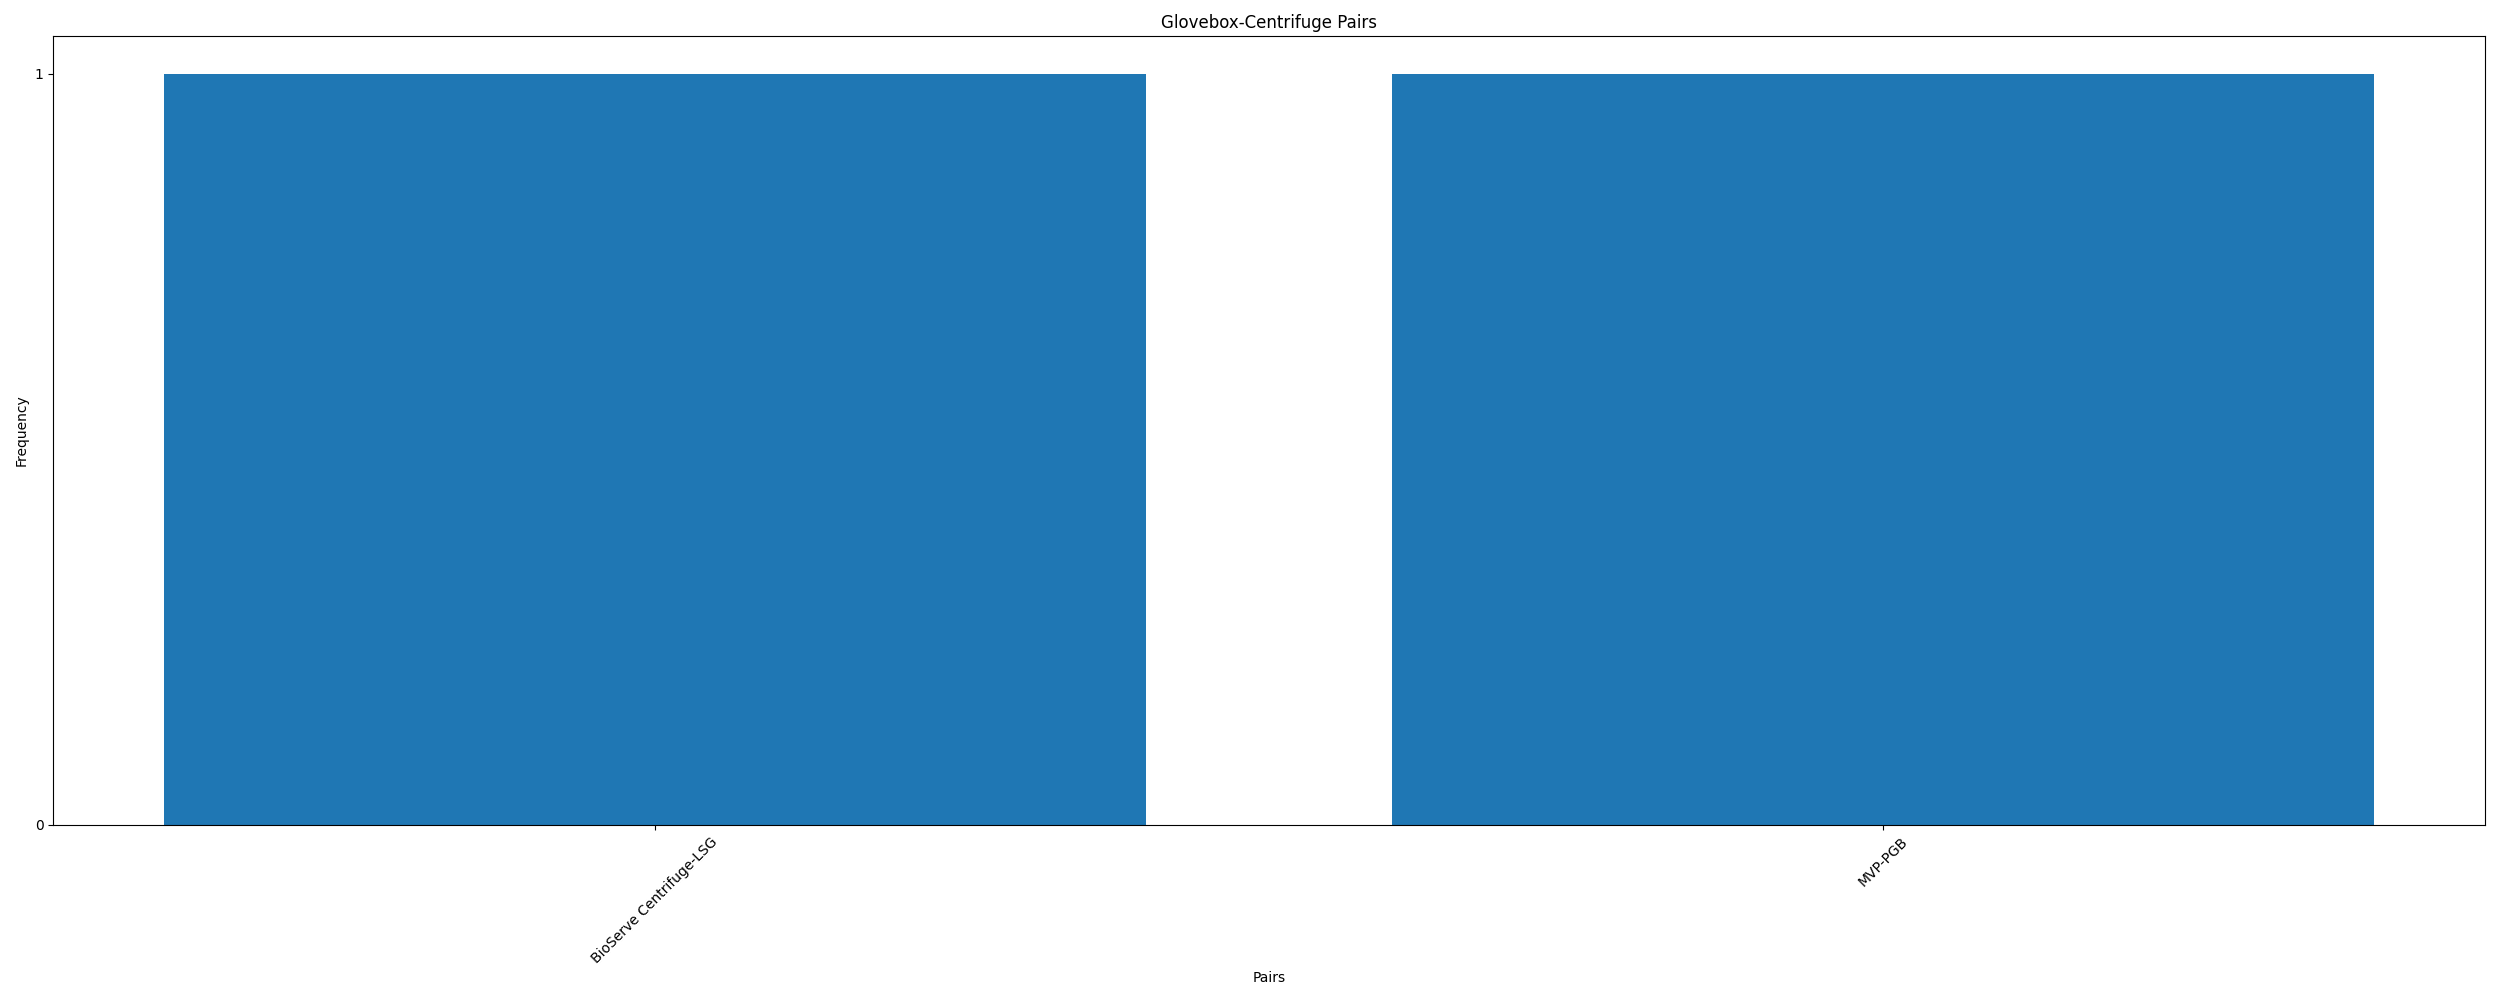 Glovebox-Centrifuge Pairs
1
Frequency
0
BioServe Centrifuge-LSG
MVP-PGB
Pairs